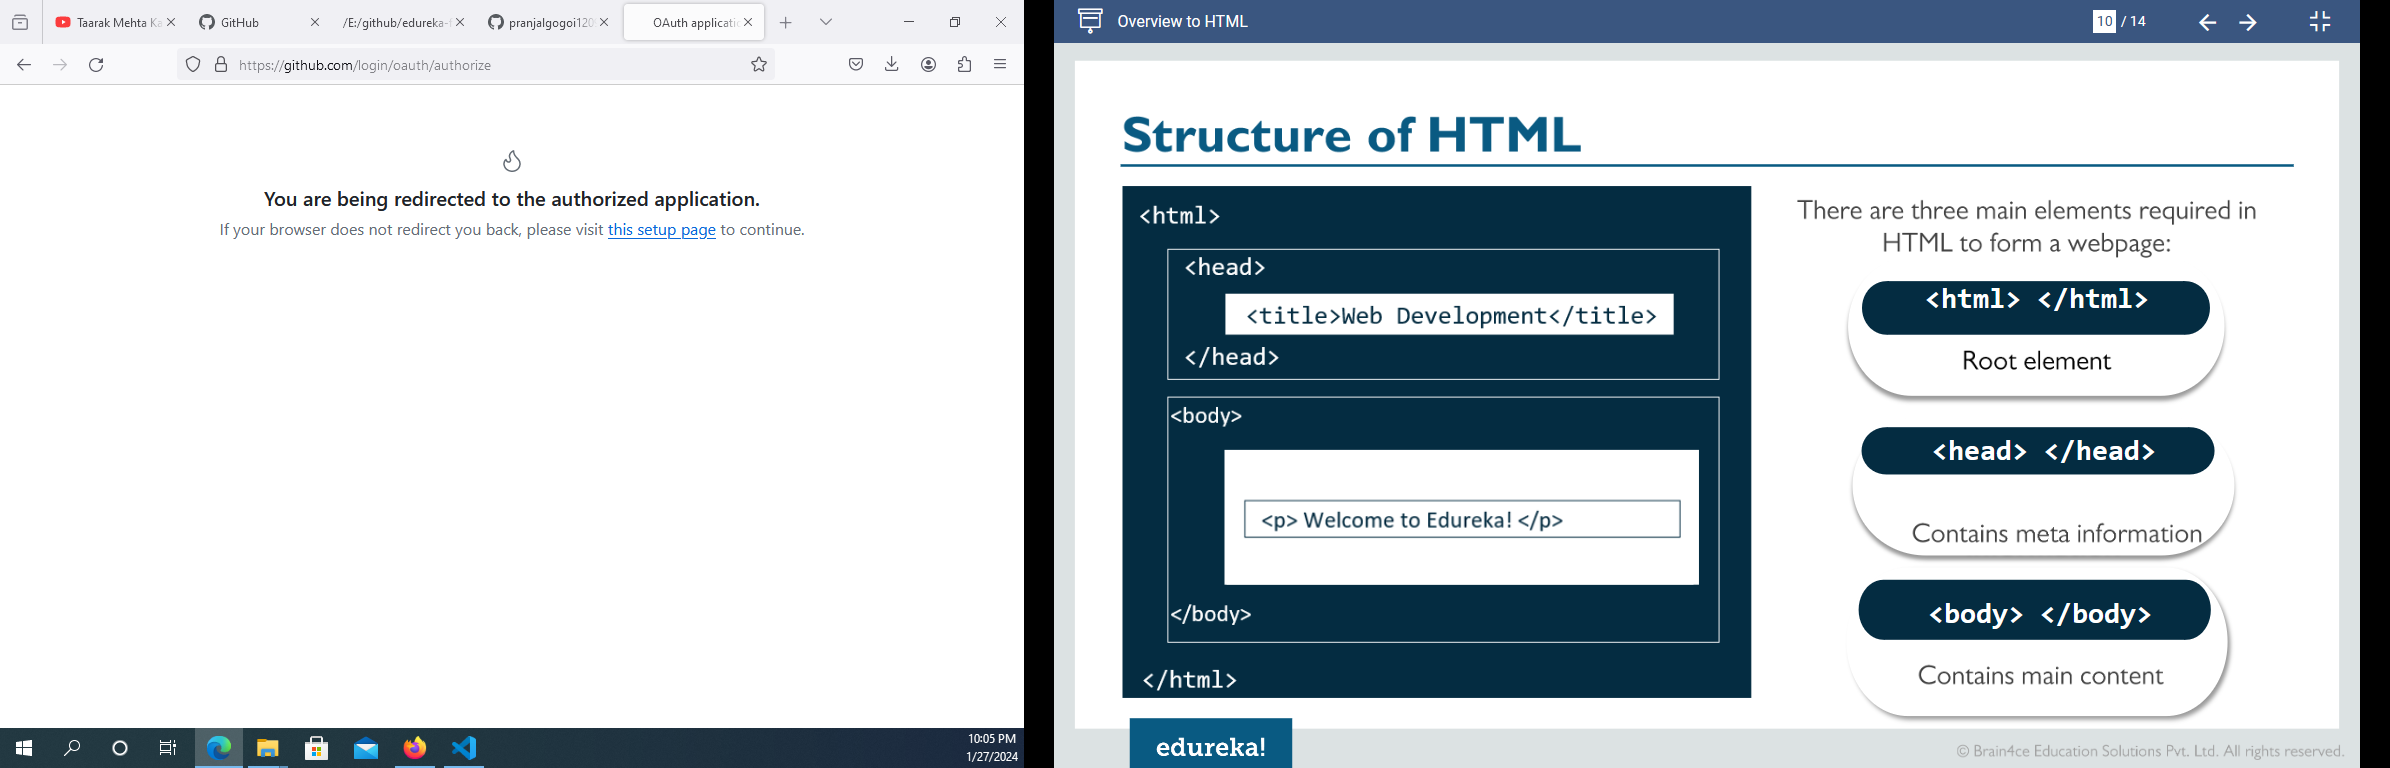 Taarak Mehta Ka
GitHub
/E:/github/edureka-
pranjalgogoi120
OAuth applicatio
https://github.com/login/oauth/authorize
You are being redirected to the authorized application.
If your browser does not redirect you back, please visit this setup page to continue.
10:05 PM
1/27/2024
Overview to HTML
10 / 14
Structure of HTML
<html>
<head>
<title>Web Development</title>
</head>
<body>
<p> Welcome to Edureka! </p>
</body>
</html>
There are three main elements required in
HTML to form a webpage:
<html> </html>
Root element
<head> </head>
Contains meta information
<body> </body>
Contains main content
edureka!
© Brain4ce Education Solutions Pvt. Ltd. All rights reserved.